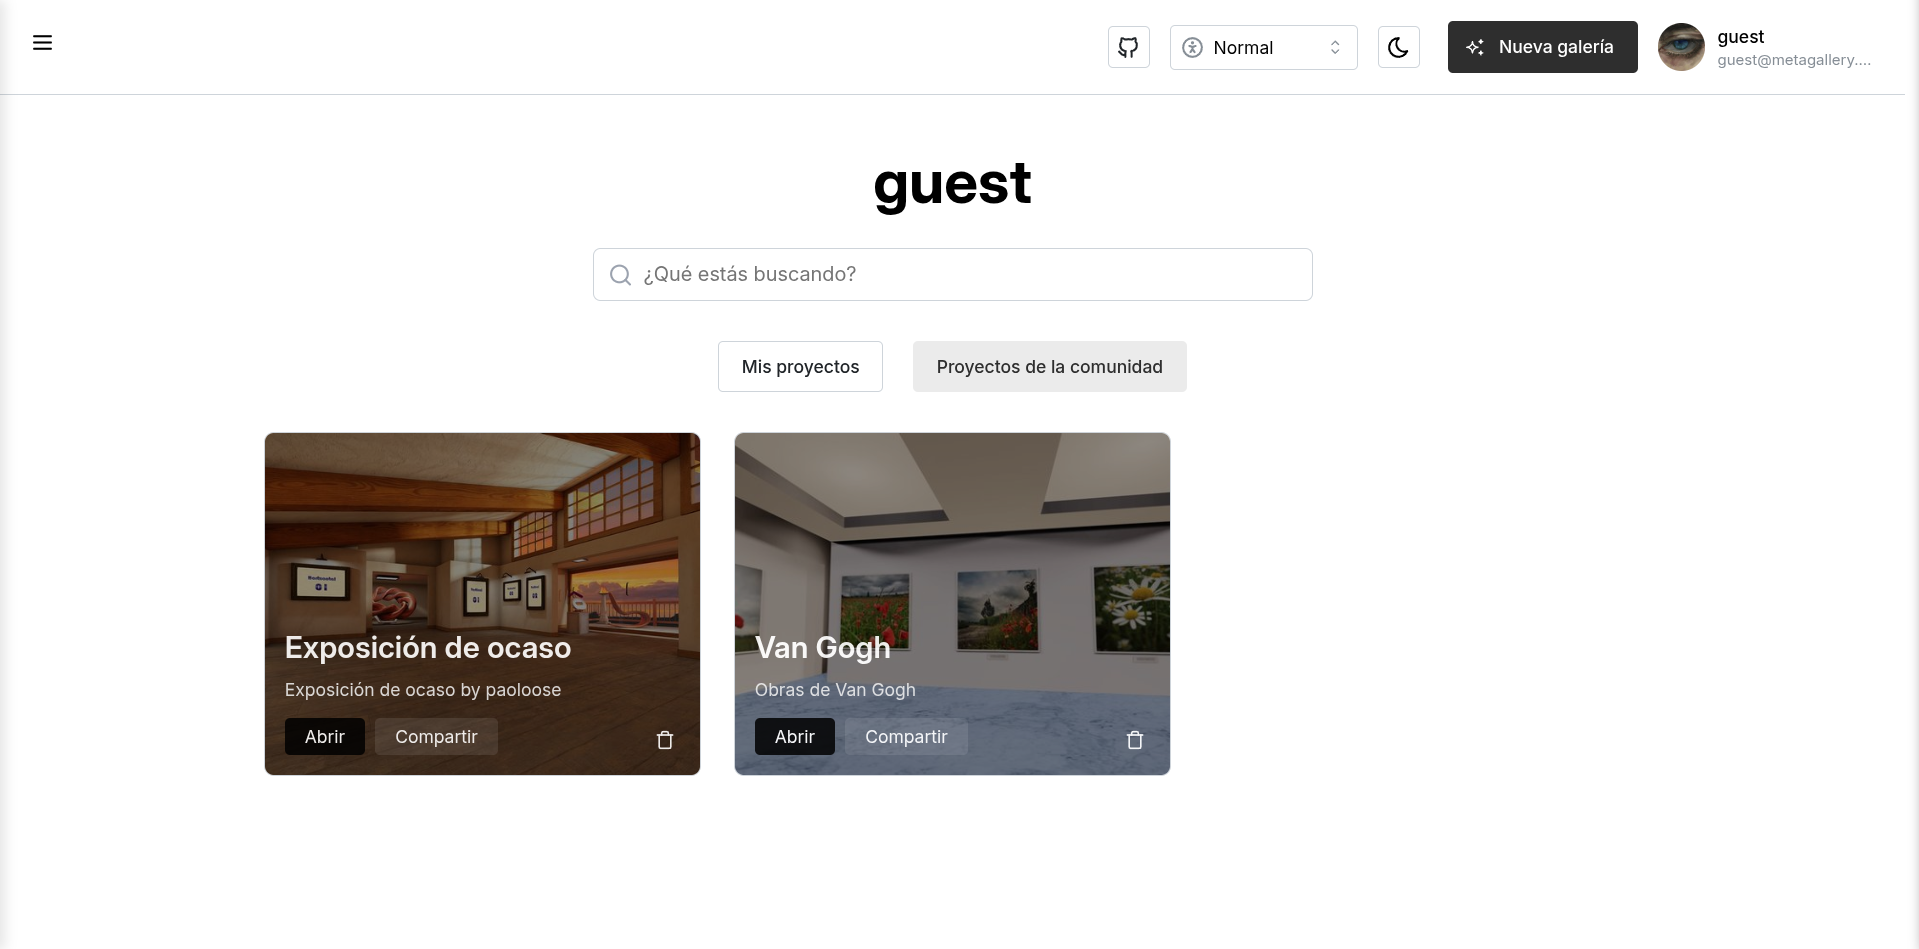 Normal
Nueva galería
guest
guest@metagallery....
guest
¿Qué estás buscando?
Mis proyectos
Proyectos de la comunidad
Exposición de ocaso
Exposición de ocaso by paoloose
Abrir
Compartir
Van Gogh
Obras de Van Gogh
Abrir
Compartir